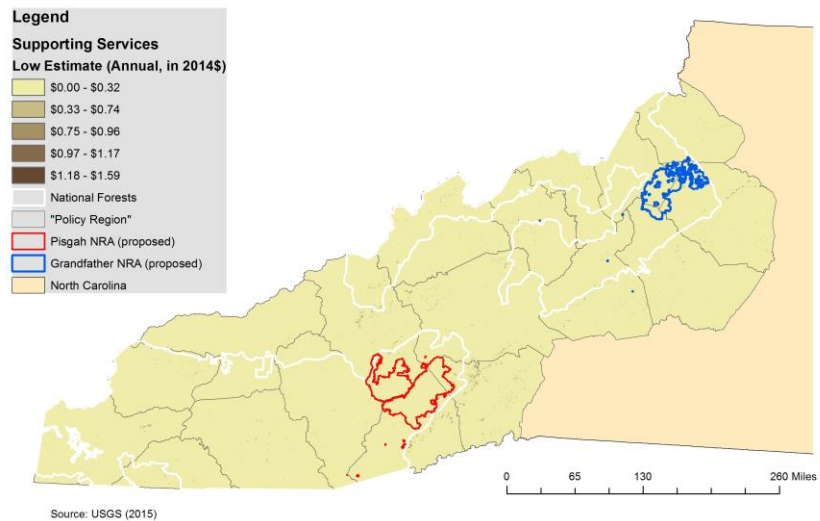 Legend
Supporting Services
Low Estimate (Annual, in 2014$)
$0.00 - $0.32
$0.33 - $0.74
$0.75 - $0.96
$0.97 - $1.17
$1.18 - $1.59
National Forests
"Policy Region"
Pisgah NRA (proposed)
Grandfather NRA (proposed)
North Carolina
0 65 130 260 Miles
Source: USGS (2015)